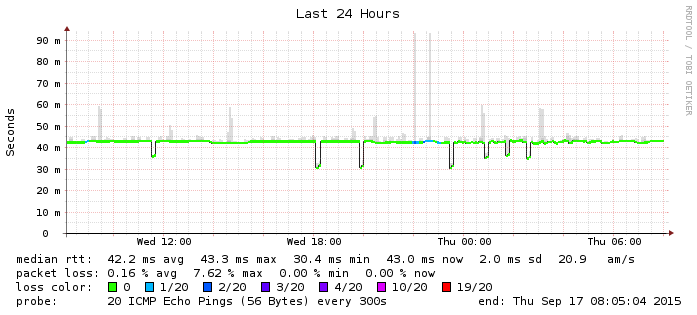 Last 24 Hours
RRDTOOL / TOBI OETIKER
Seconds
90 m
80 m
70 m
60 m
50 m
40 m
30 m
20 m
10 m
0
Wed 12:00 Wed 18:00 Thu 00:00 Thu 06:00
median rtt: 42.2 ms avg 43.3 ms max 30.4 ms min 43.0 ms now 2.0 ms sd 20.9 am/s
packet loss: 0.16 % avg 7.62 % max 0.00 % min 0.00 % now
loss color: 0 1/20 2/20 3/20 4/20 10/20 19/20
probe: 20 ICMP Echo Pings (56 Bytes) every 300s end: Thu Sep 17 08:05:04 2015